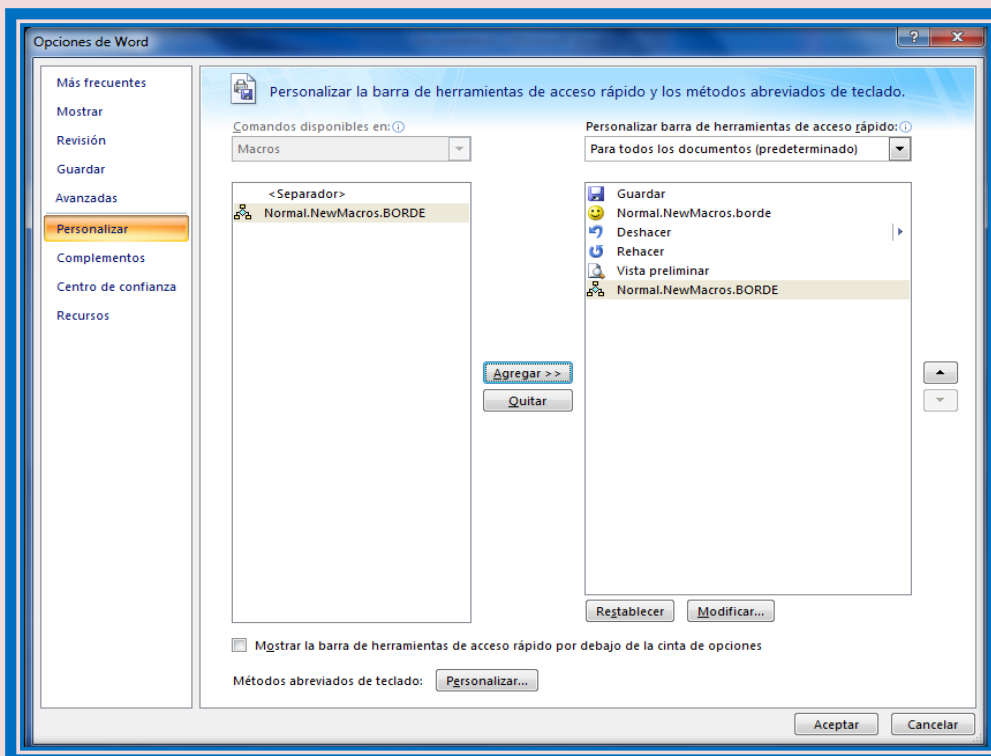 Opciones de Word
?
X
Más frecuentes
Mostrar
Revisión
Guardar
Avanzadas
Personalizar
Complementos
Centro de confianza
Recursos
Personalizar la barra de herramientas de acceso rápido y los métodos abreviados de teclado.
Comandos disponibles en:
Macros
<Separador>
Normal.NewMacros.BORDE
Agregar >>
Quitar
Personalizar barra de herramientas de acceso rápido:
Para todos los documentos (predeterminado)
Guardar
Normal.NewMacros.borde
Deshacer
Rehacer
Vista preliminar
Normal.NewMacros.BORDE
Restablecer
Modificar...
Mostrar la barra de herramientas de acceso rápido por debajo de la cinta de opciones
Métodos abreviados de teclado:
Personalizar...
Aceptar
Cancelar